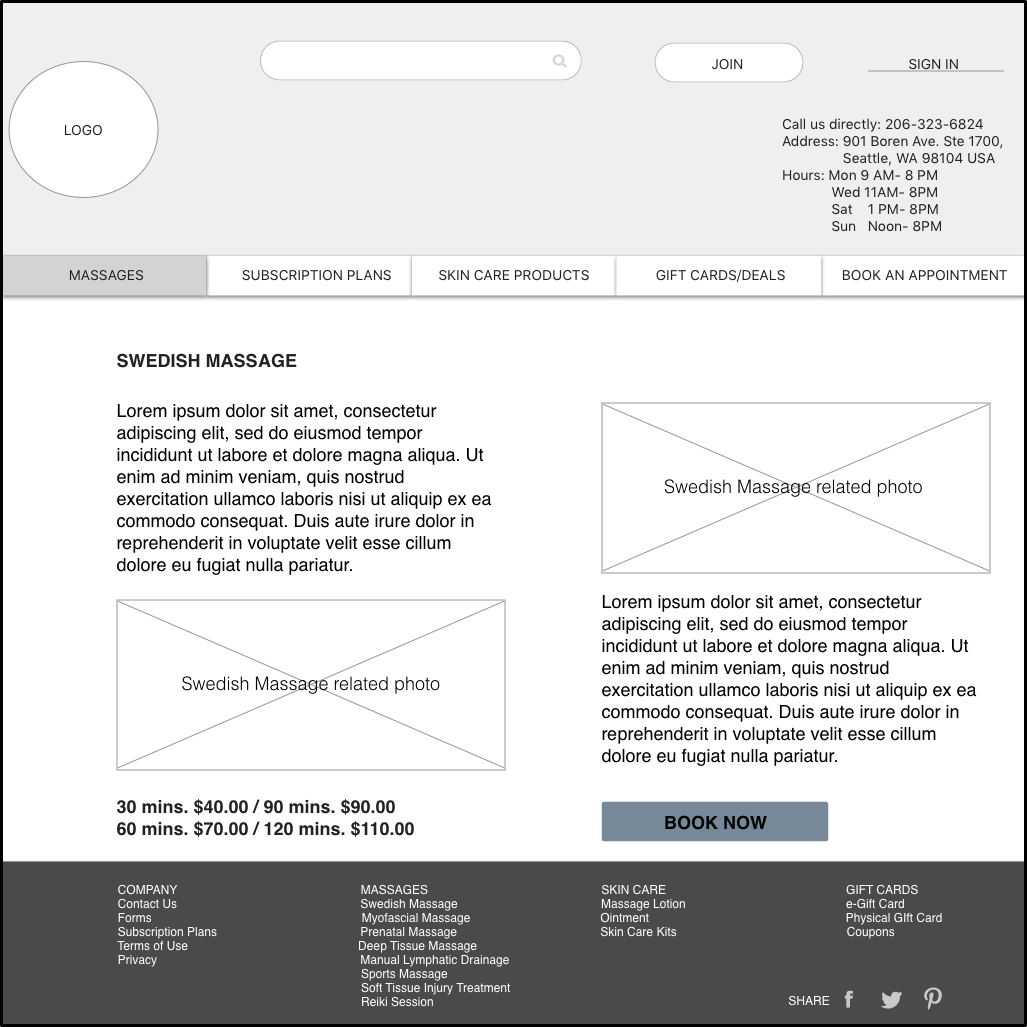 JOIN
SIGN IN
LOGO
Call us directly: 206-323-6824
Address: 901 Boren Ave. Ste 1700,
Seattle, WA 98104 USA
Hours: Mon 9 AM- 8 PM
Wed 11AM- 8PM
Sat 1 PM- 8PM
Sun Noon- 8PM
MASSAGES
SUBSCRIPTION PLANS
SKIN CARE PRODUCTS
GIFT CARDS/DEALS
BOOK AN APPOINTMENT
SWEDISH MASSAGE
Lorem ipsum dolor sit amet, consectetur
adipiscing elit, sed do eiusmod tempor
incididunt ut labore et dolore magna aliqua. Ut
enim ad minim veniam, quis nostrud
exercitation ullamco laboris nisi ut aliquip ex ea
commodo consequat. Duis aute irure dolor in
reprehenderit in voluptate velit esse cillum
dolore eu fugiat nulla pariatur.
Swedish Massage related photo
30 mins. $40.00 / 90 mins. $90.00
60 mins. $70.00 / 120 mins. $110.00
Swedish Massage related photo
Lorem ipsum dolor sit amet, consectetur
adipiscing elit, sed do eiusmod tempor
incididunt ut labore et dolore magna aliqua. Ut
enim ad minim veniam, quis nostrud
exercitation ullamco laboris nisi ut aliquip ex ea
commodo consequat. Duis aute irure dolor in
reprehenderit in voluptate velit esse cillum
dolore eu fugiat nulla pariatur.
BOOK NOW
COMPANY
Contact Us
Forms
Subscription Plans
Terms of Use
Privacy
MASSAGES
Swedish Massage
Myofascial Massage
Prenatal Massage
Deep Tissue Massage
Manual Lymphatic Drainage
Sports Massage
Soft Tissue Injury Treatment
Reiki Session
SKIN CARE
Massage Lotion
Ointment
Skin Care Kits
GIFT CARDS
e-Gift Card
Physical GIft Card
Coupons
SHARE